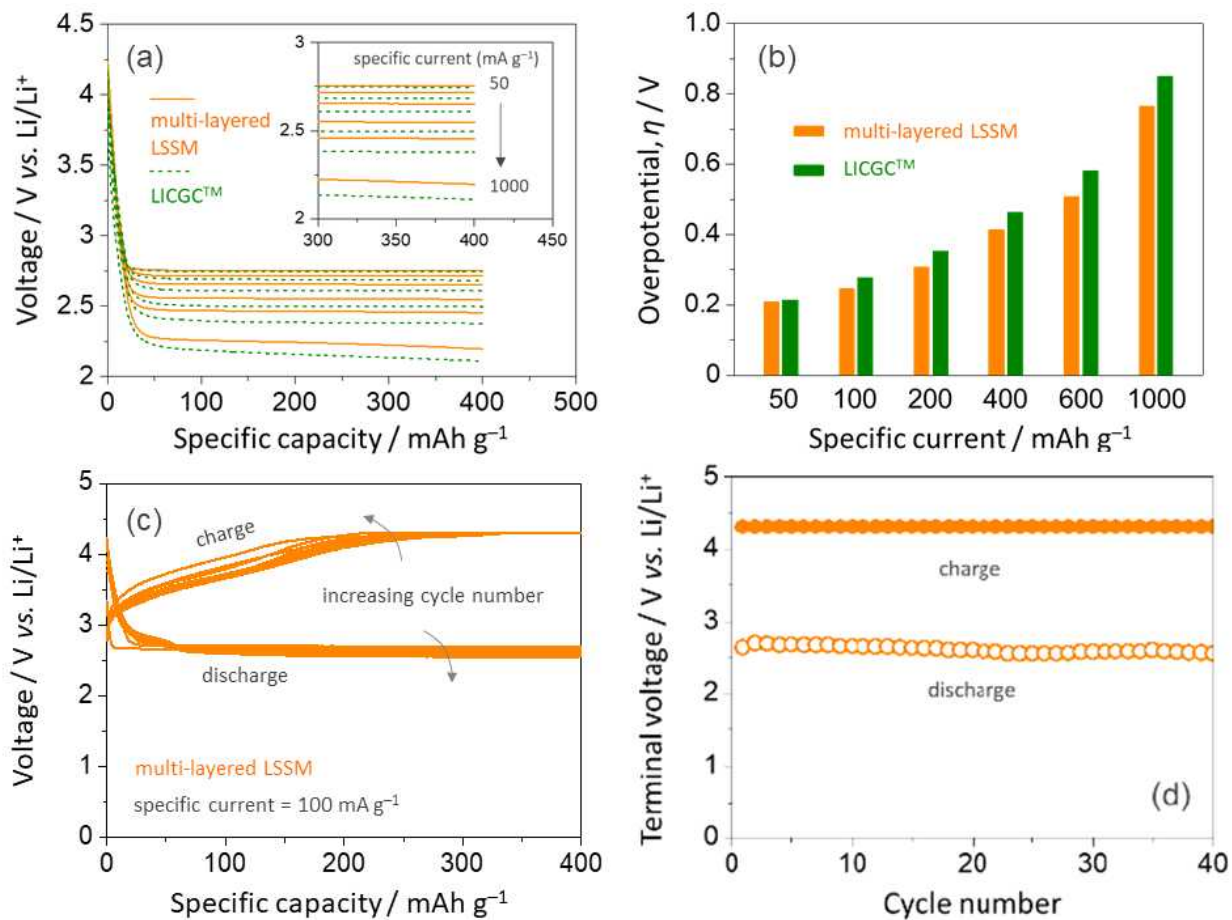 (a)
4.5
4
3.5
3
2.5
2
Voltage / V vs. Li/Li⁺
multi-layered
LSSM
LICGC™
3
2.5
2
specific current (mA g⁻¹)
50
1000
300
350
400
450
0
100
200
300
400
500
Specific capacity / mAh g⁻¹
(b)
1.0
0.8
0.6
0.4
0.2
0
Overpotential, η / V
multi-layered LSSM
LICGC™
50
100
200
400
600
1000
Specific current / mAh g⁻¹
(c)
5
4
3
2
1
0
Voltage / V vs. Li/Li⁺
charge
increasing cycle number
discharge
multi-layered LSSM
specific current = 100 mA g⁻¹
0
100
200
300
400
Specific capacity / mAh g⁻¹
5
4
3
2
1
0
Terminal voltage / V vs. Li/Li⁺
charge
discharge
(d)
0
10
20
30
40
Cycle number